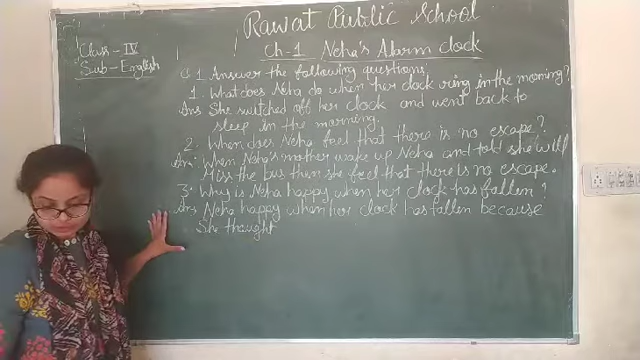 Rawat Public School
Class - IV
Sub - English
Ch-1 Neha's Alarm clock
Q.1 Answer the following questions.
1. What does Neha do when her clock ring in the morning?
Ans She switched off her clock and went back to
sleep in the morning.
2. When does Neha feel that there is no escape?
Ans. When Neha's mother wake up Neha and told she will
Miss the bus then she feel that there is no escape.
3. Why is Neha happy when her clock has fallen?
Ans Neha happy when her clock has fallen because
She thought